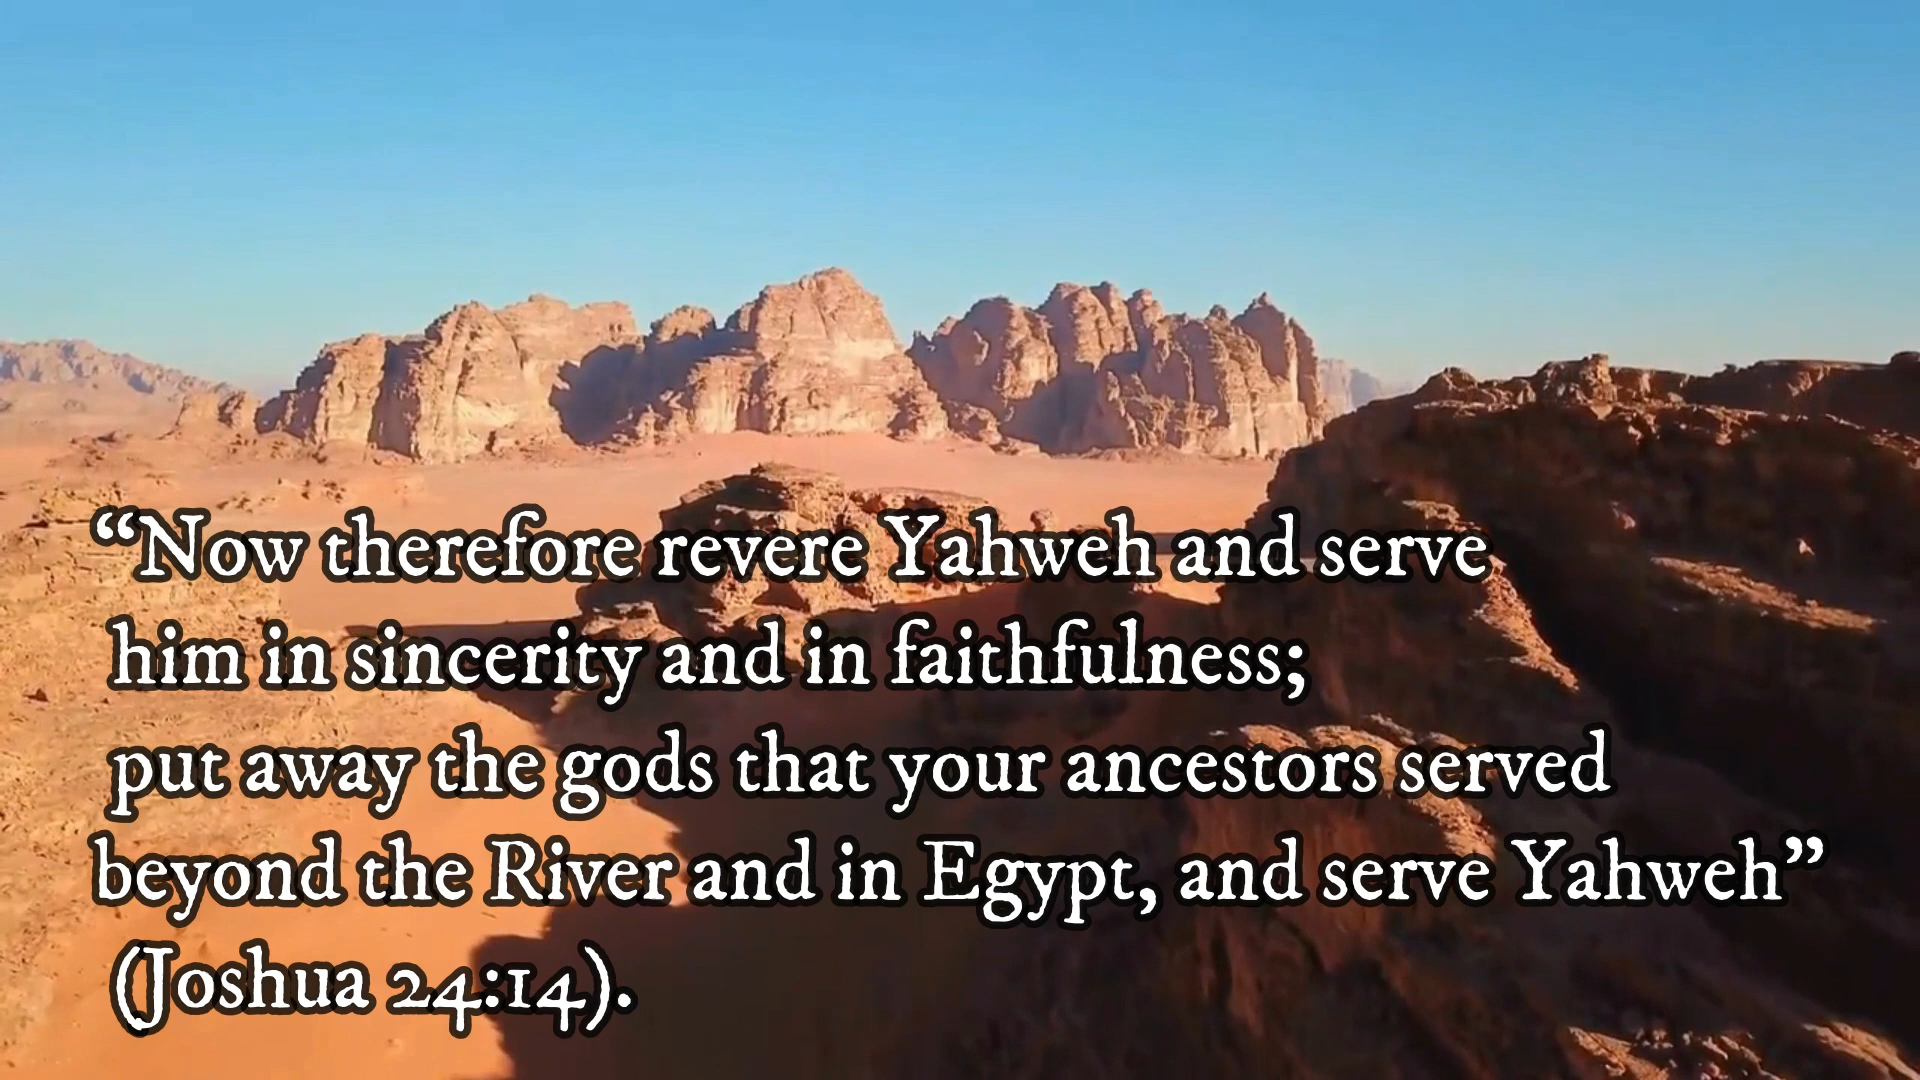 “Now therefore revere Yahweh and serve
him in sincerity and in faithfulness;
put away the gods that your ancestors served
beyond the River and in Egypt, and serve Yahweh”
(Joshua 24:14).